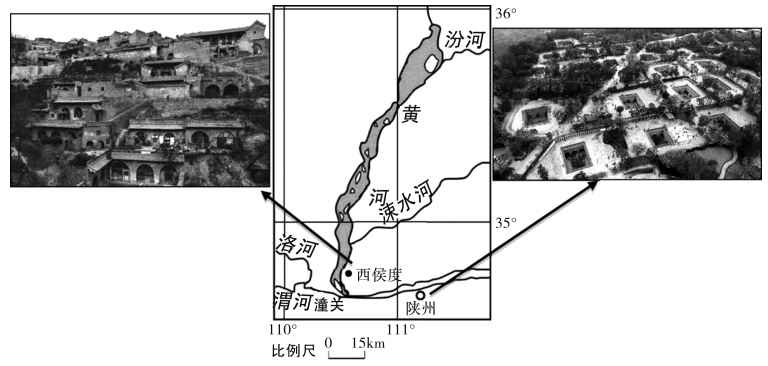 36°
汾河
黄
河
涑水河
35°
洛河
西侯度
渭河
潼关
陕州
110°
111°
比例尺 0 15km